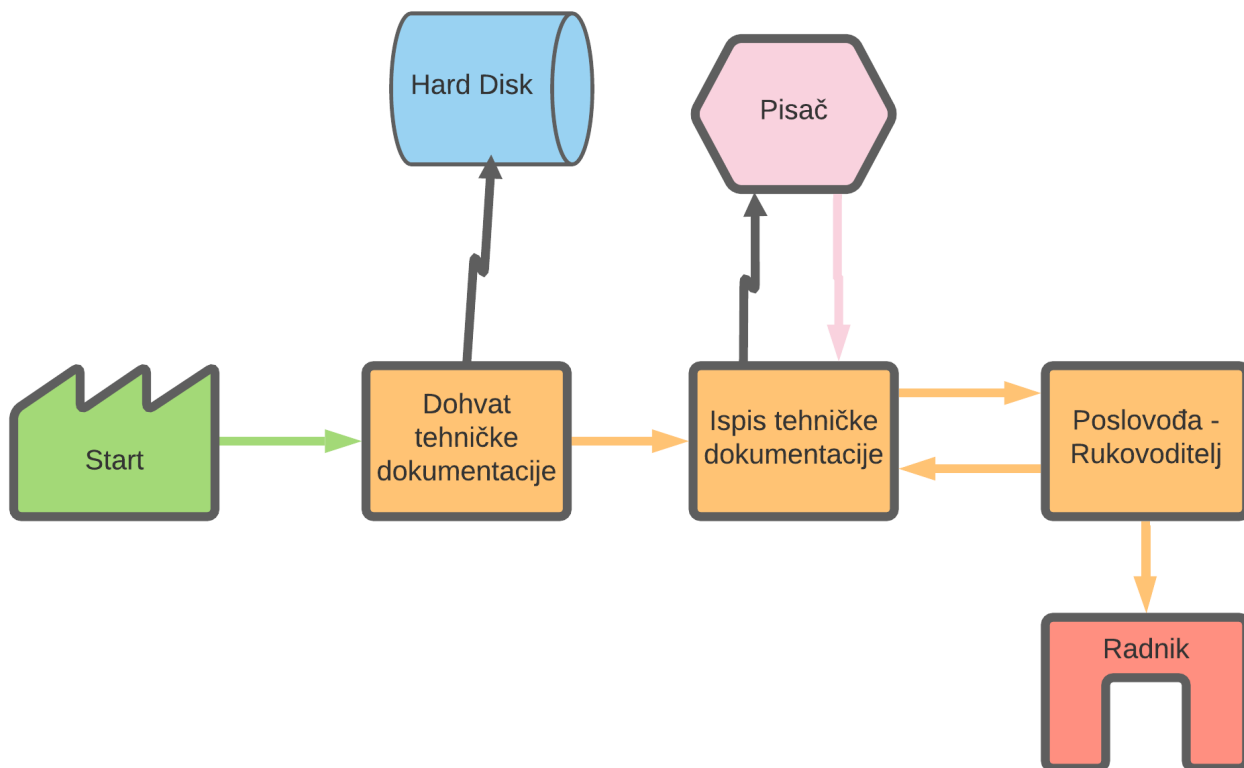 Hard Disk
Pisač
Start
Dohvat
tehničke
dokumentacije
Ispis tehničke
dokumentacije
Poslovođa -
Rukovoditelj
Radnik